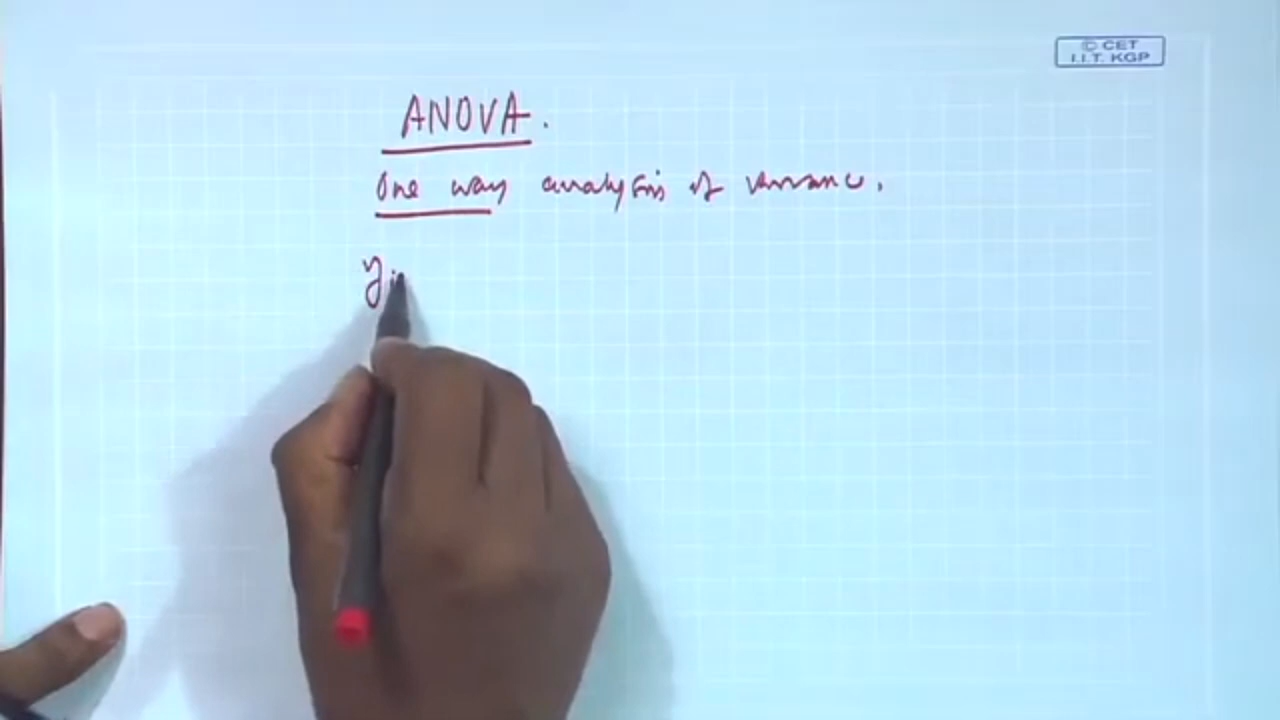 © CET
I.I.T. KGP
ANOVA.
One way analysis of variance.
y i